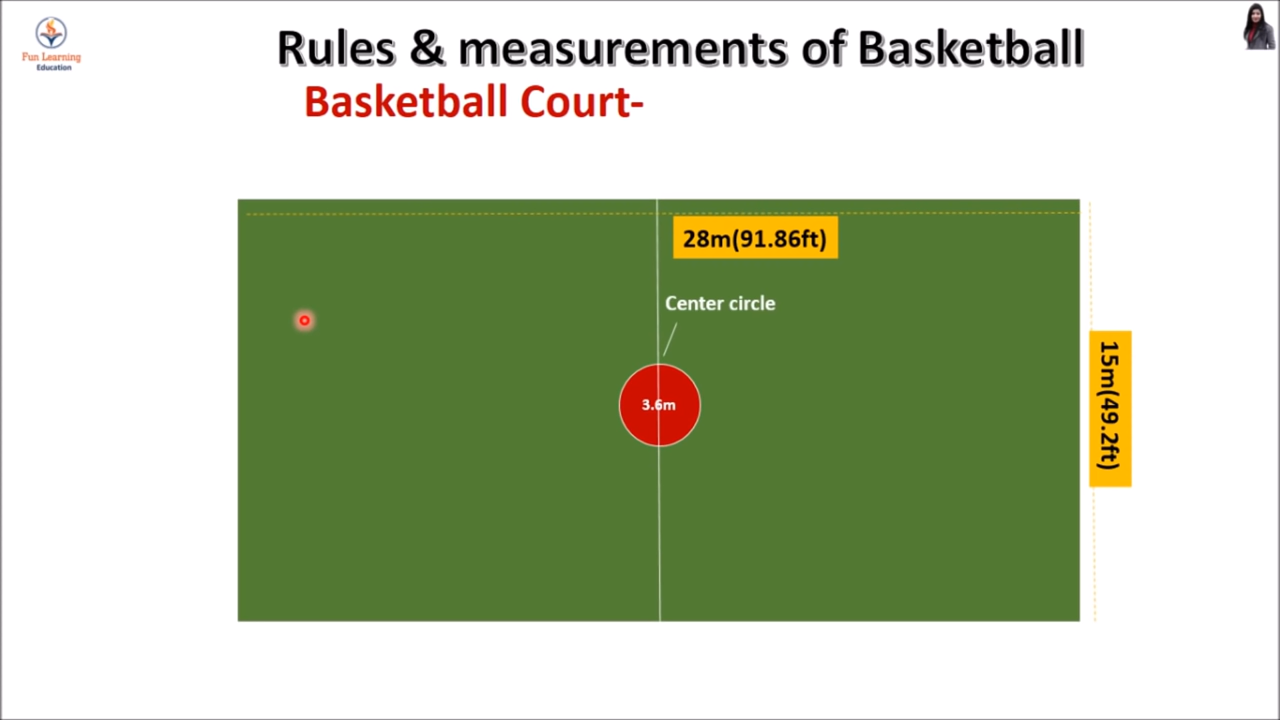 Fun Learning
Education
Rules & measurements of Basketball
Basketball Court-
28m(91.86ft)
Center circle
3.6m
15m(49.2ft)